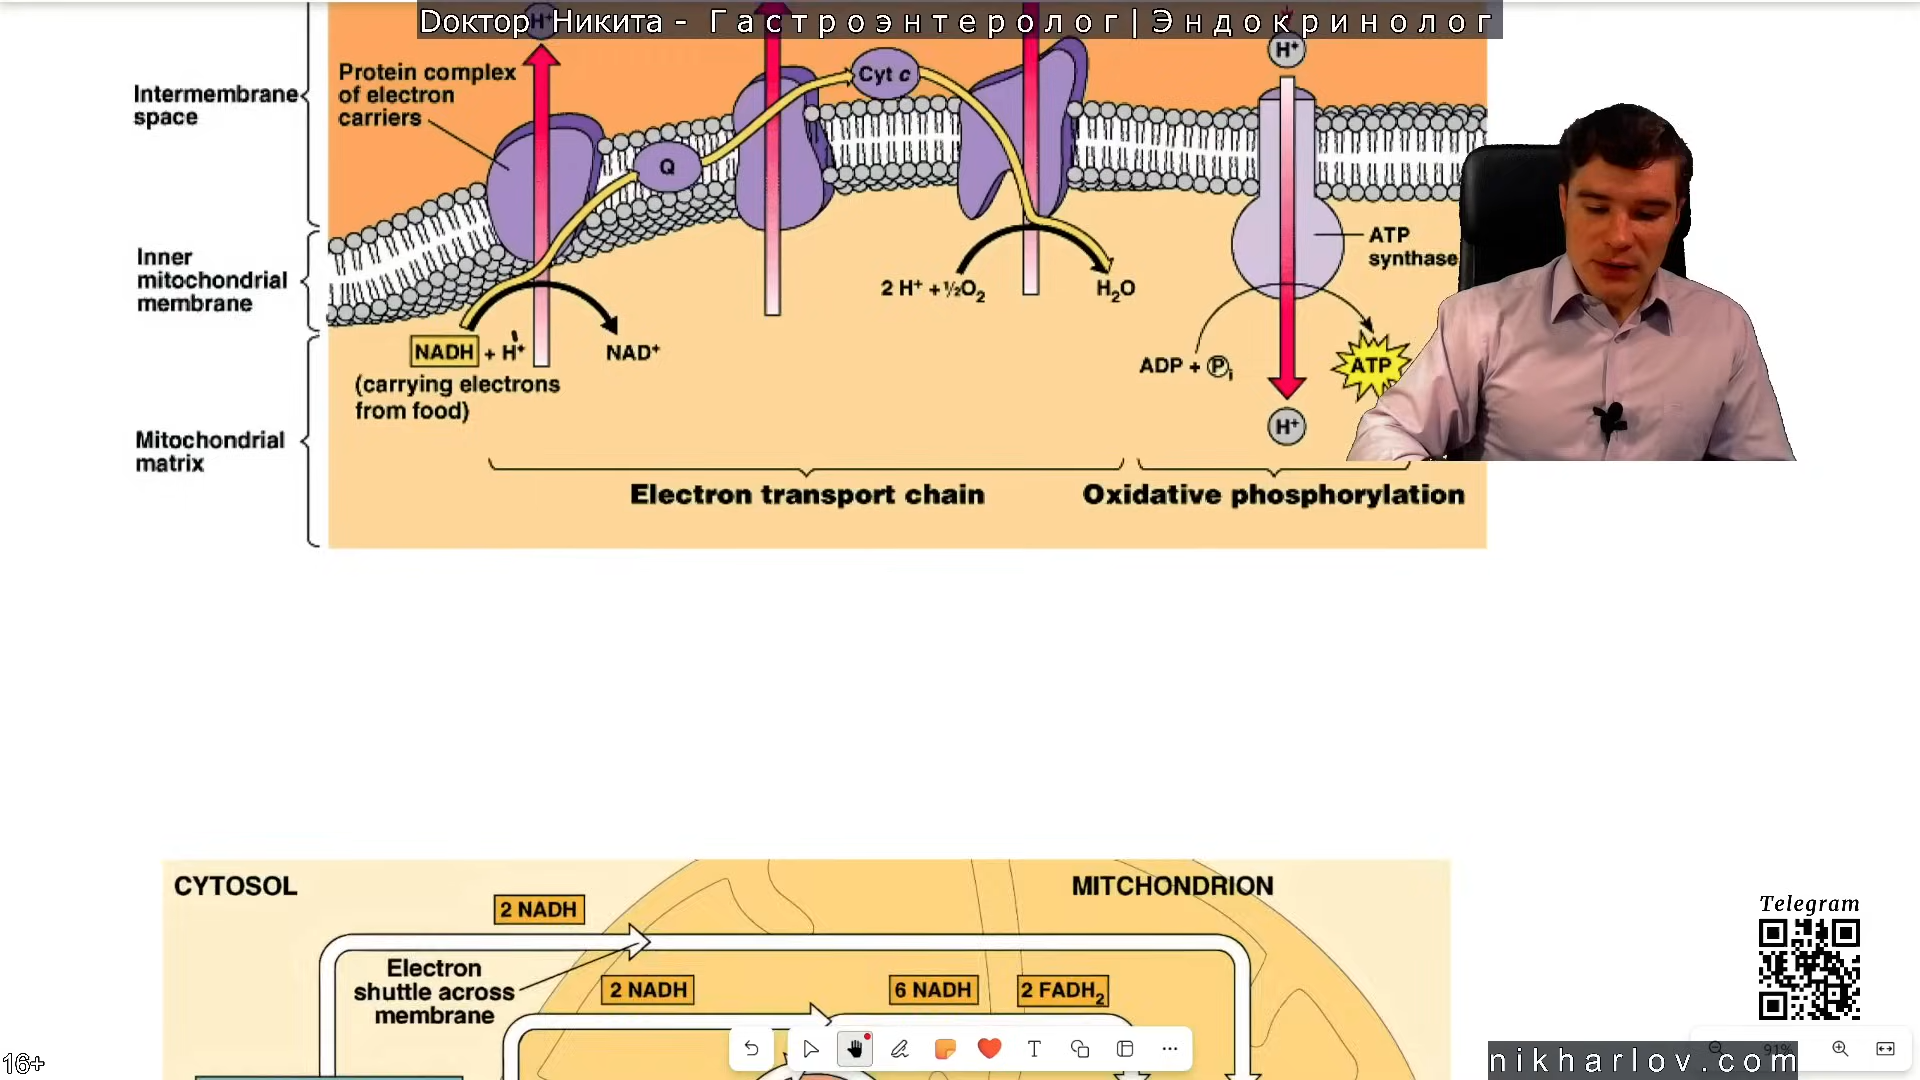 Dоктор Никита - Гастроэнтеролог|Эндокринолог
H+
H+
Protein complex
of electron
carriers
Intermembrane
space
Cyt c
Q
Inner
mitochondrial
membrane
ATP
synthase
2 H+ + ½O2
H2O
NADH + H+
NAD+
(carrying electrons
from food)
ADP + Pi
ATP
H+
Mitochondrial
matrix
Electron transport chain
Oxidative phosphorylation
CYTOSOL
MITCHONDRION
2 NADH
Electron
shuttle across
membrane
2 NADH
6 NADH
2 FADH2
Telegram
T
91%
16+
nikharlov.com